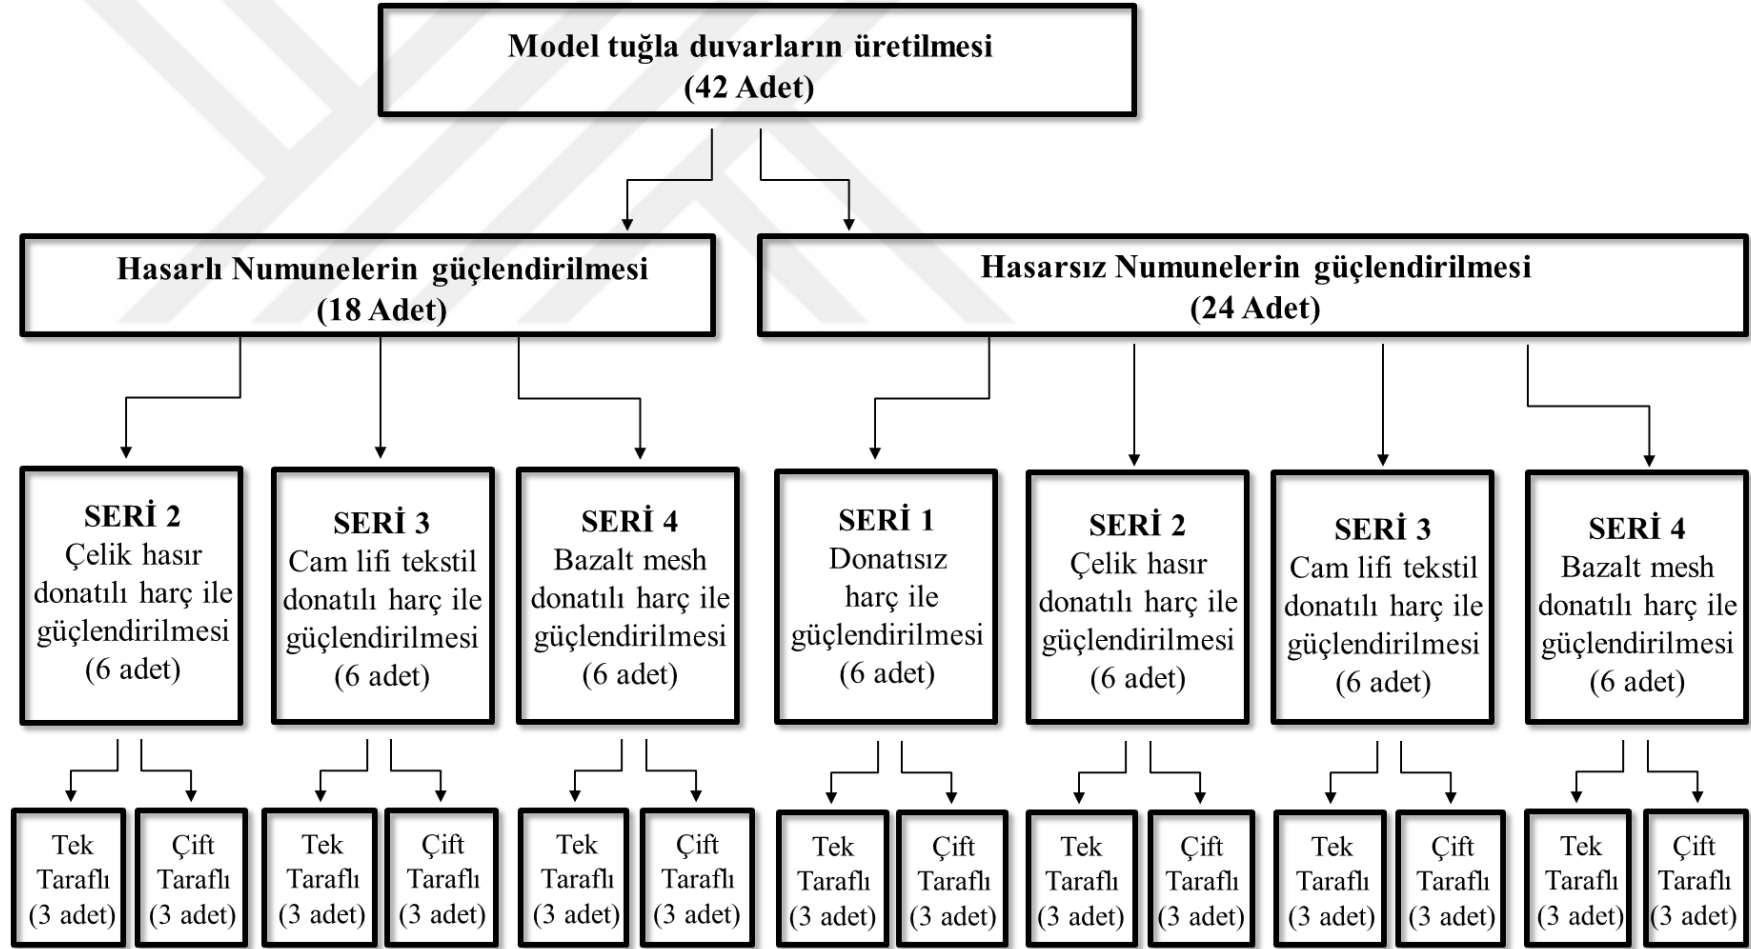 Model tuğla duvarların üretilmesi
(42 Adet)
Hasarlı Numunelerin güçlendirilmesi
(18 Adet)
Hasarsız Numunelerin güçlendirilmesi
(24 Adet)
SERİ 2
Çelik hasır
donatılı harç ile
güçlendirilmesi
(6 adet)
SERİ 3
Cam lifi tekstil
donatılı harç ile
güçlendirilmesi
(6 adet)
SERİ 4
Bazalt mesh
donatılı harç ile
güçlendirilmesi
(6 adet)
SERİ 1
Donatısız
harç ile
güçlendirilmesi
(6 adet)
SERİ 2
Çelik hasır
donatılı harç ile
güçlendirilmesi
(6 adet)
SERİ 3
Cam lifi tekstil
donatılı harç ile
güçlendirilmesi
(6 adet)
SERİ 4
Bazalt mesh
donatılı harç ile
güçlendirilmesi
(6 adet)
Tek
Taraflı
(3 adet)
Çift
Taraflı
(3 adet)
Tek
Taraflı
(3 adet)
Çift
Taraflı
(3 adet)
Tek
Taraflı
(3 adet)
Çift
Taraflı
(3 adet)
Tek
Taraflı
(3 adet)
Çift
Taraflı
(3 adet)
Tek
Taraflı
(3 adet)
Çift
Taraflı
(3 adet)
Tek
Taraflı
(3 adet)
Çift
Taraflı
(3 adet)
Tek
Taraflı
(3 adet)
Çift
Taraflı
(3 adet)